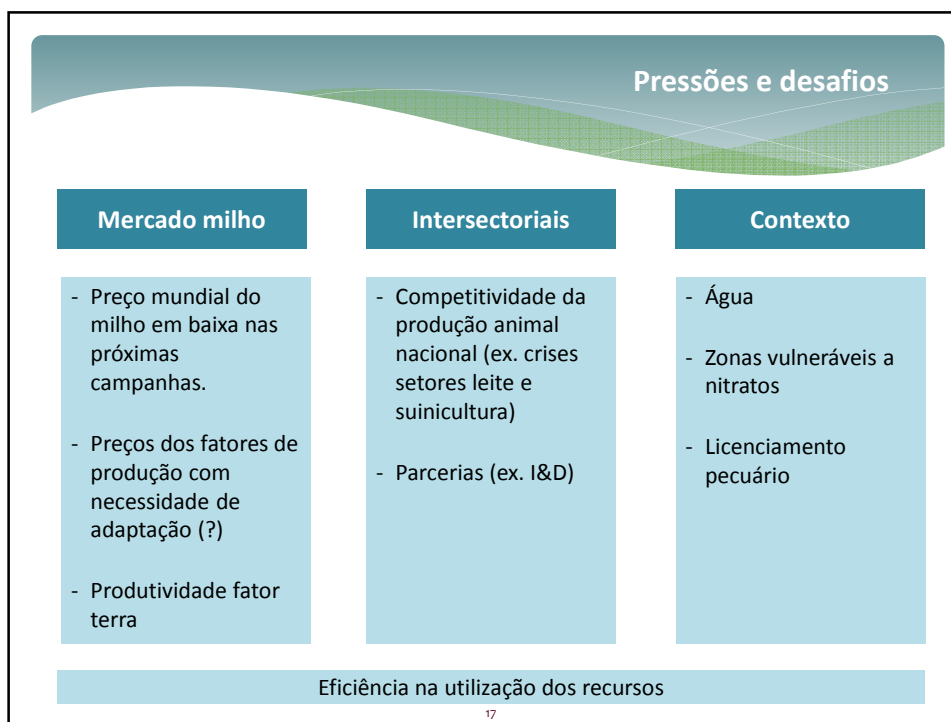 Pressões e desafios
Mercado milho
- Preço mundial do
milho em baixa nas
próximas
campanhas.
- Preços dos fatores de
produção com
necessidade de
adaptação (?)
- Produtividade fator
terra
Intersectoriais
- Competitividade da
produção animal
nacional (ex. crises
setores leite e
suinicultura)
- Parcerias (ex. I&D)
Contexto
- Água
- Zonas vulneráveis a
nitratos
- Licenciamento
pecuário
Eficiência na utilização dos recursos
17